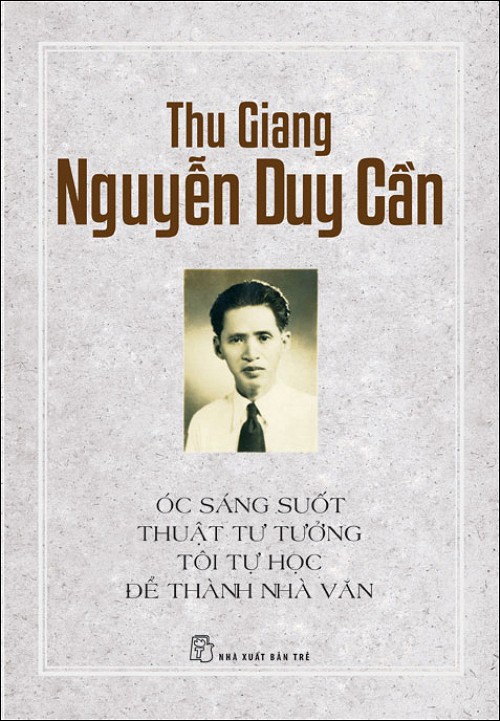 Thu Giang
Nguyễn Duy Cần
ÓC SÁNG SUỐT
THUẬT TƯ TƯỞNG
TÔI TỰ HỌC
ĐỂ THÀNH NHÀ VĂN
NHÀ XUẤT BẢN TRẺ